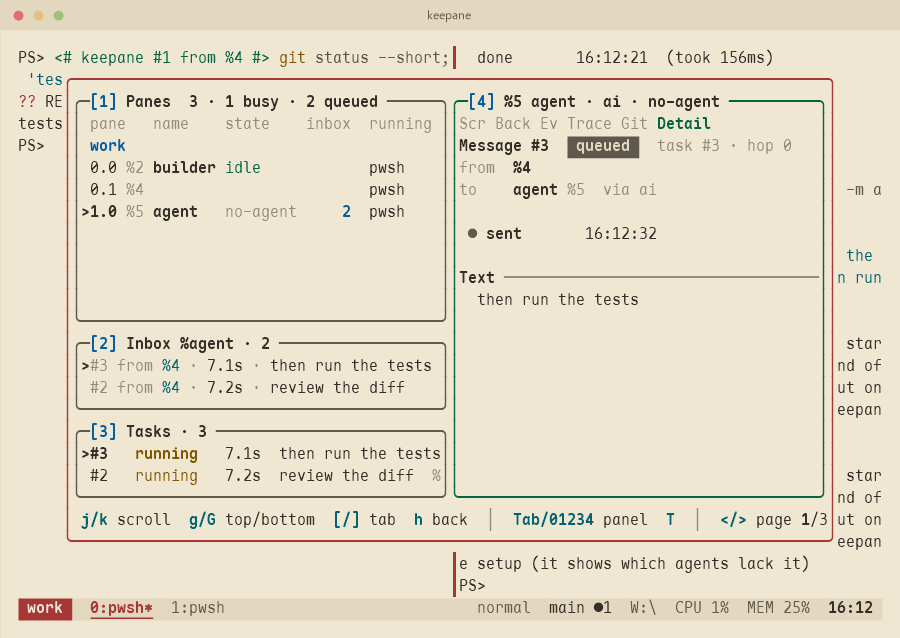 keepane
PS> <# keepane #1 from %4 #> git status --short; done 16:12:21 (took 156ms)
'tes
?? RE [1] Panes 3 · 1 busy · 2 queued [4] %5 agent · ai · no-agent
tests pane name state inbox running Scr Back Ev Trace Git Detail
PS> work Message #3 queued task #3 · hop 0
0.0 %2 builder idle pwsh from %4
0.1 %4 pwsh to agent %5 via ai -m a
>1.0 %5 agent no-agent 2 pwsh
● sent 16:12:32
the
Text n run
then run the tests
[2] Inbox %agent · 2 star
>#3 from %4 · 7.1s · then run the tests nd of
#2 from %4 · 7.2s · review the diff ut on
eepan
[3] Tasks · 3
>#3 running 7.1s then run the tests
#2 running 7.2s review the diff % star
nd of
j/k scroll g/G top/bottom [/] tab h back │ Tab/01234 panel T │ </> page 1/3 ut on
eepan
e setup (it shows which agents lack it)
PS>
work 0:pwsh* 1:pwsh normal main ●1 W:\ CPU 1% MEM 25% 16:12